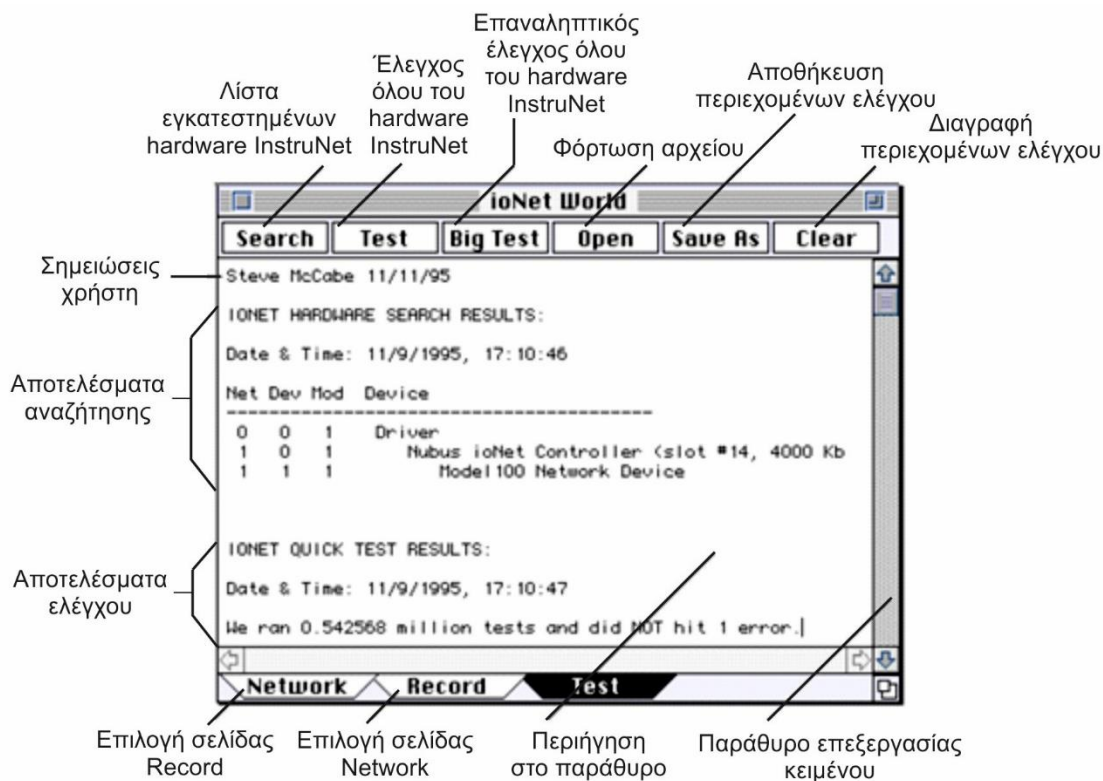 Επαναληπτικός
έλεγχος όλου
του hardware
InstruNet
Έλεγχος
όλου του
hardware
InstruNet
Λίστα
εγκατεστημένων
hardware InstruNet
Αποθήκευση
περιεχομένων ελέγχου
Φόρτωση αρχείου
Διαγραφή
περιεχομένων ελέγχου
ioNet World
Search Test Big Test Open Save As Clear
Σημειώσεις
χρήστη
Steve McCabe 11/11/95
IONET HARDWARE SEARCH RESULTS:
Date & Time: 11/9/1995, 17:10:46
Αποτελέσματα
αναζήτησης
Net Dev Mod Device
----------------------------------------
0 0 1 Driver
1 0 1 Nubus ioNet Controller (slot #14, 4000 Kb
1 1 1 Model100 Network Device
IONET QUICK TEST RESULTS:
Αποτελέσματα
ελέγχου
Date & Time: 11/9/1995, 17:10:47
We ran 0.542568 million tests and did NOT hit 1 error.
Network Record Test
Επιλογή σελίδας
Record
Επιλογή σελίδας
Network
Περιήγηση
στο παράθυρο
Παράθυρο επεξεργασίας
κειμένου